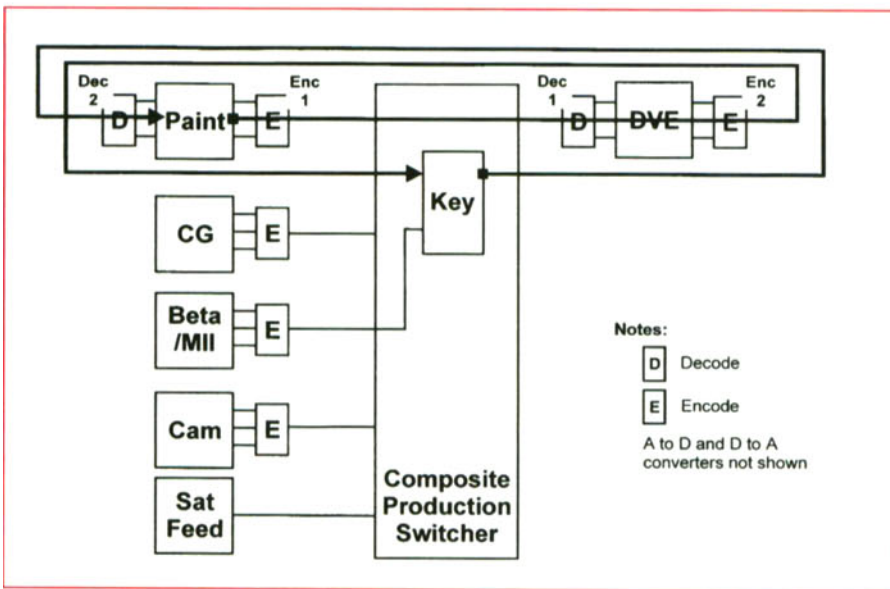 Dec
2
D
Paint
E
Enc
1
Dec
1
D
DVE
E
Enc
2
Key
CG
E
Beta
/MII
E
Cam
E
Sat
Feed
Composite
Production
Switcher
Notes:
D Decode
E Encode
A to D and D to A
converters not shown